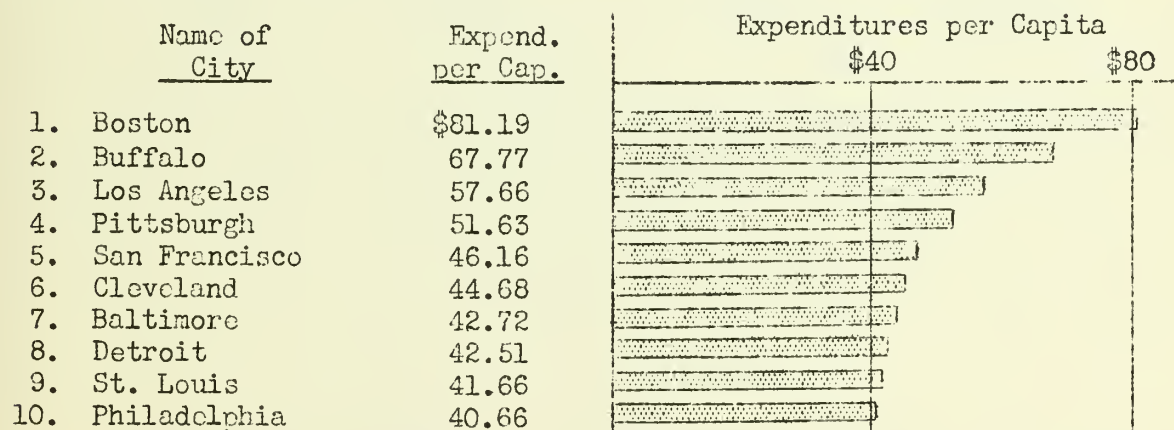 Name of Expend. Expenditures per Capita
City per Cap. $40 $80
1. Boston $81.19
2. Buffalo 67.77
3. Los Angeles 57.66
4. Pittsburgh 51.63
5. San Francisco 46.16
6. Cleveland 44.68
7. Baltimore 42.72
8. Detroit 42.51
9. St. Louis 41.66
10. Philadelphia 40.66